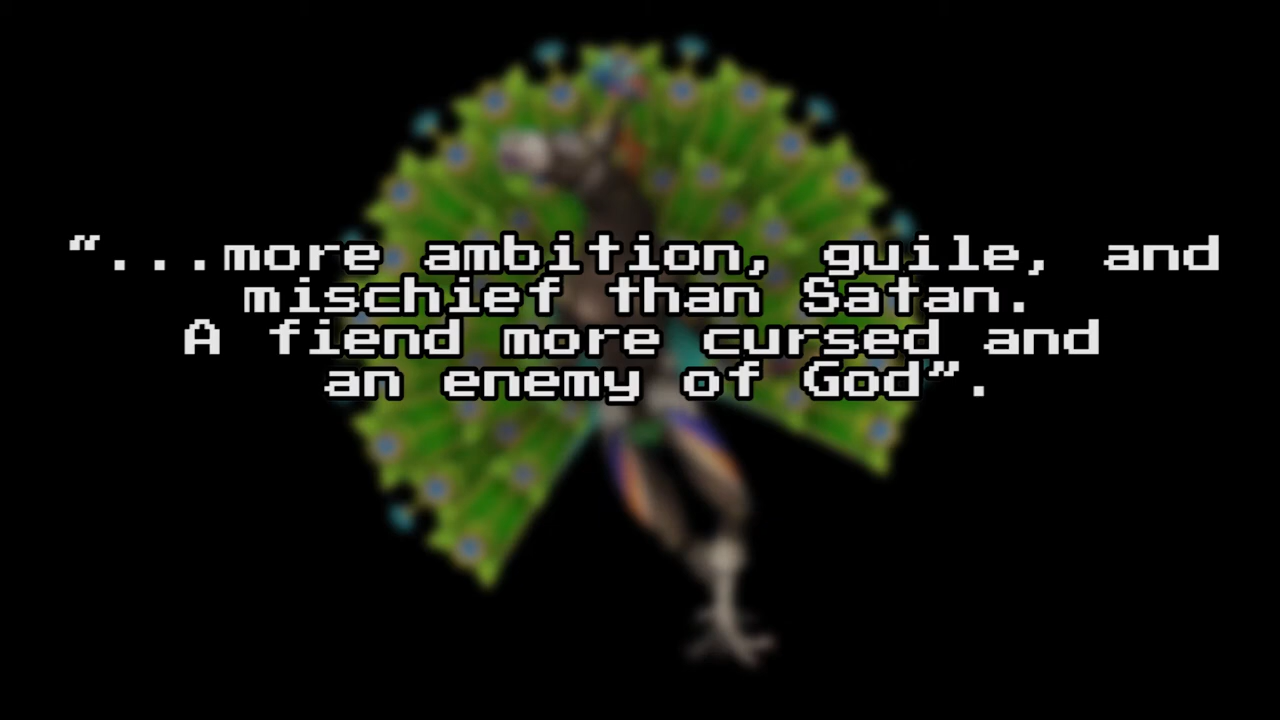 “...more ambition, guile, and
mischief than Satan.
A fiend more cursed and
an enemy of God”.